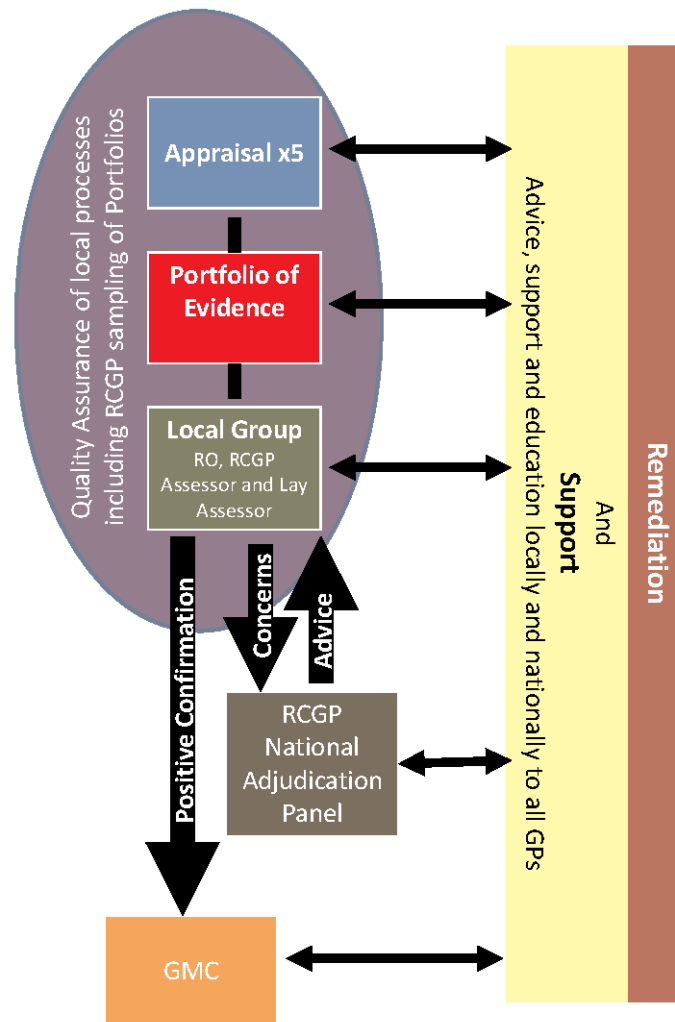 Quality Assurance of local processes
including RCGP sampling of Portfolios
Appraisal x5
Portfolio of
Evidence
Local Group
RO, RCGP
Assessor and Lay
Assessor
Positive Confirmation
Concerns
Advice
RCGP
National
Adjudication
Panel
GMC
Remediation
And
Support
Advice, support and education locally and nationally to all GPs